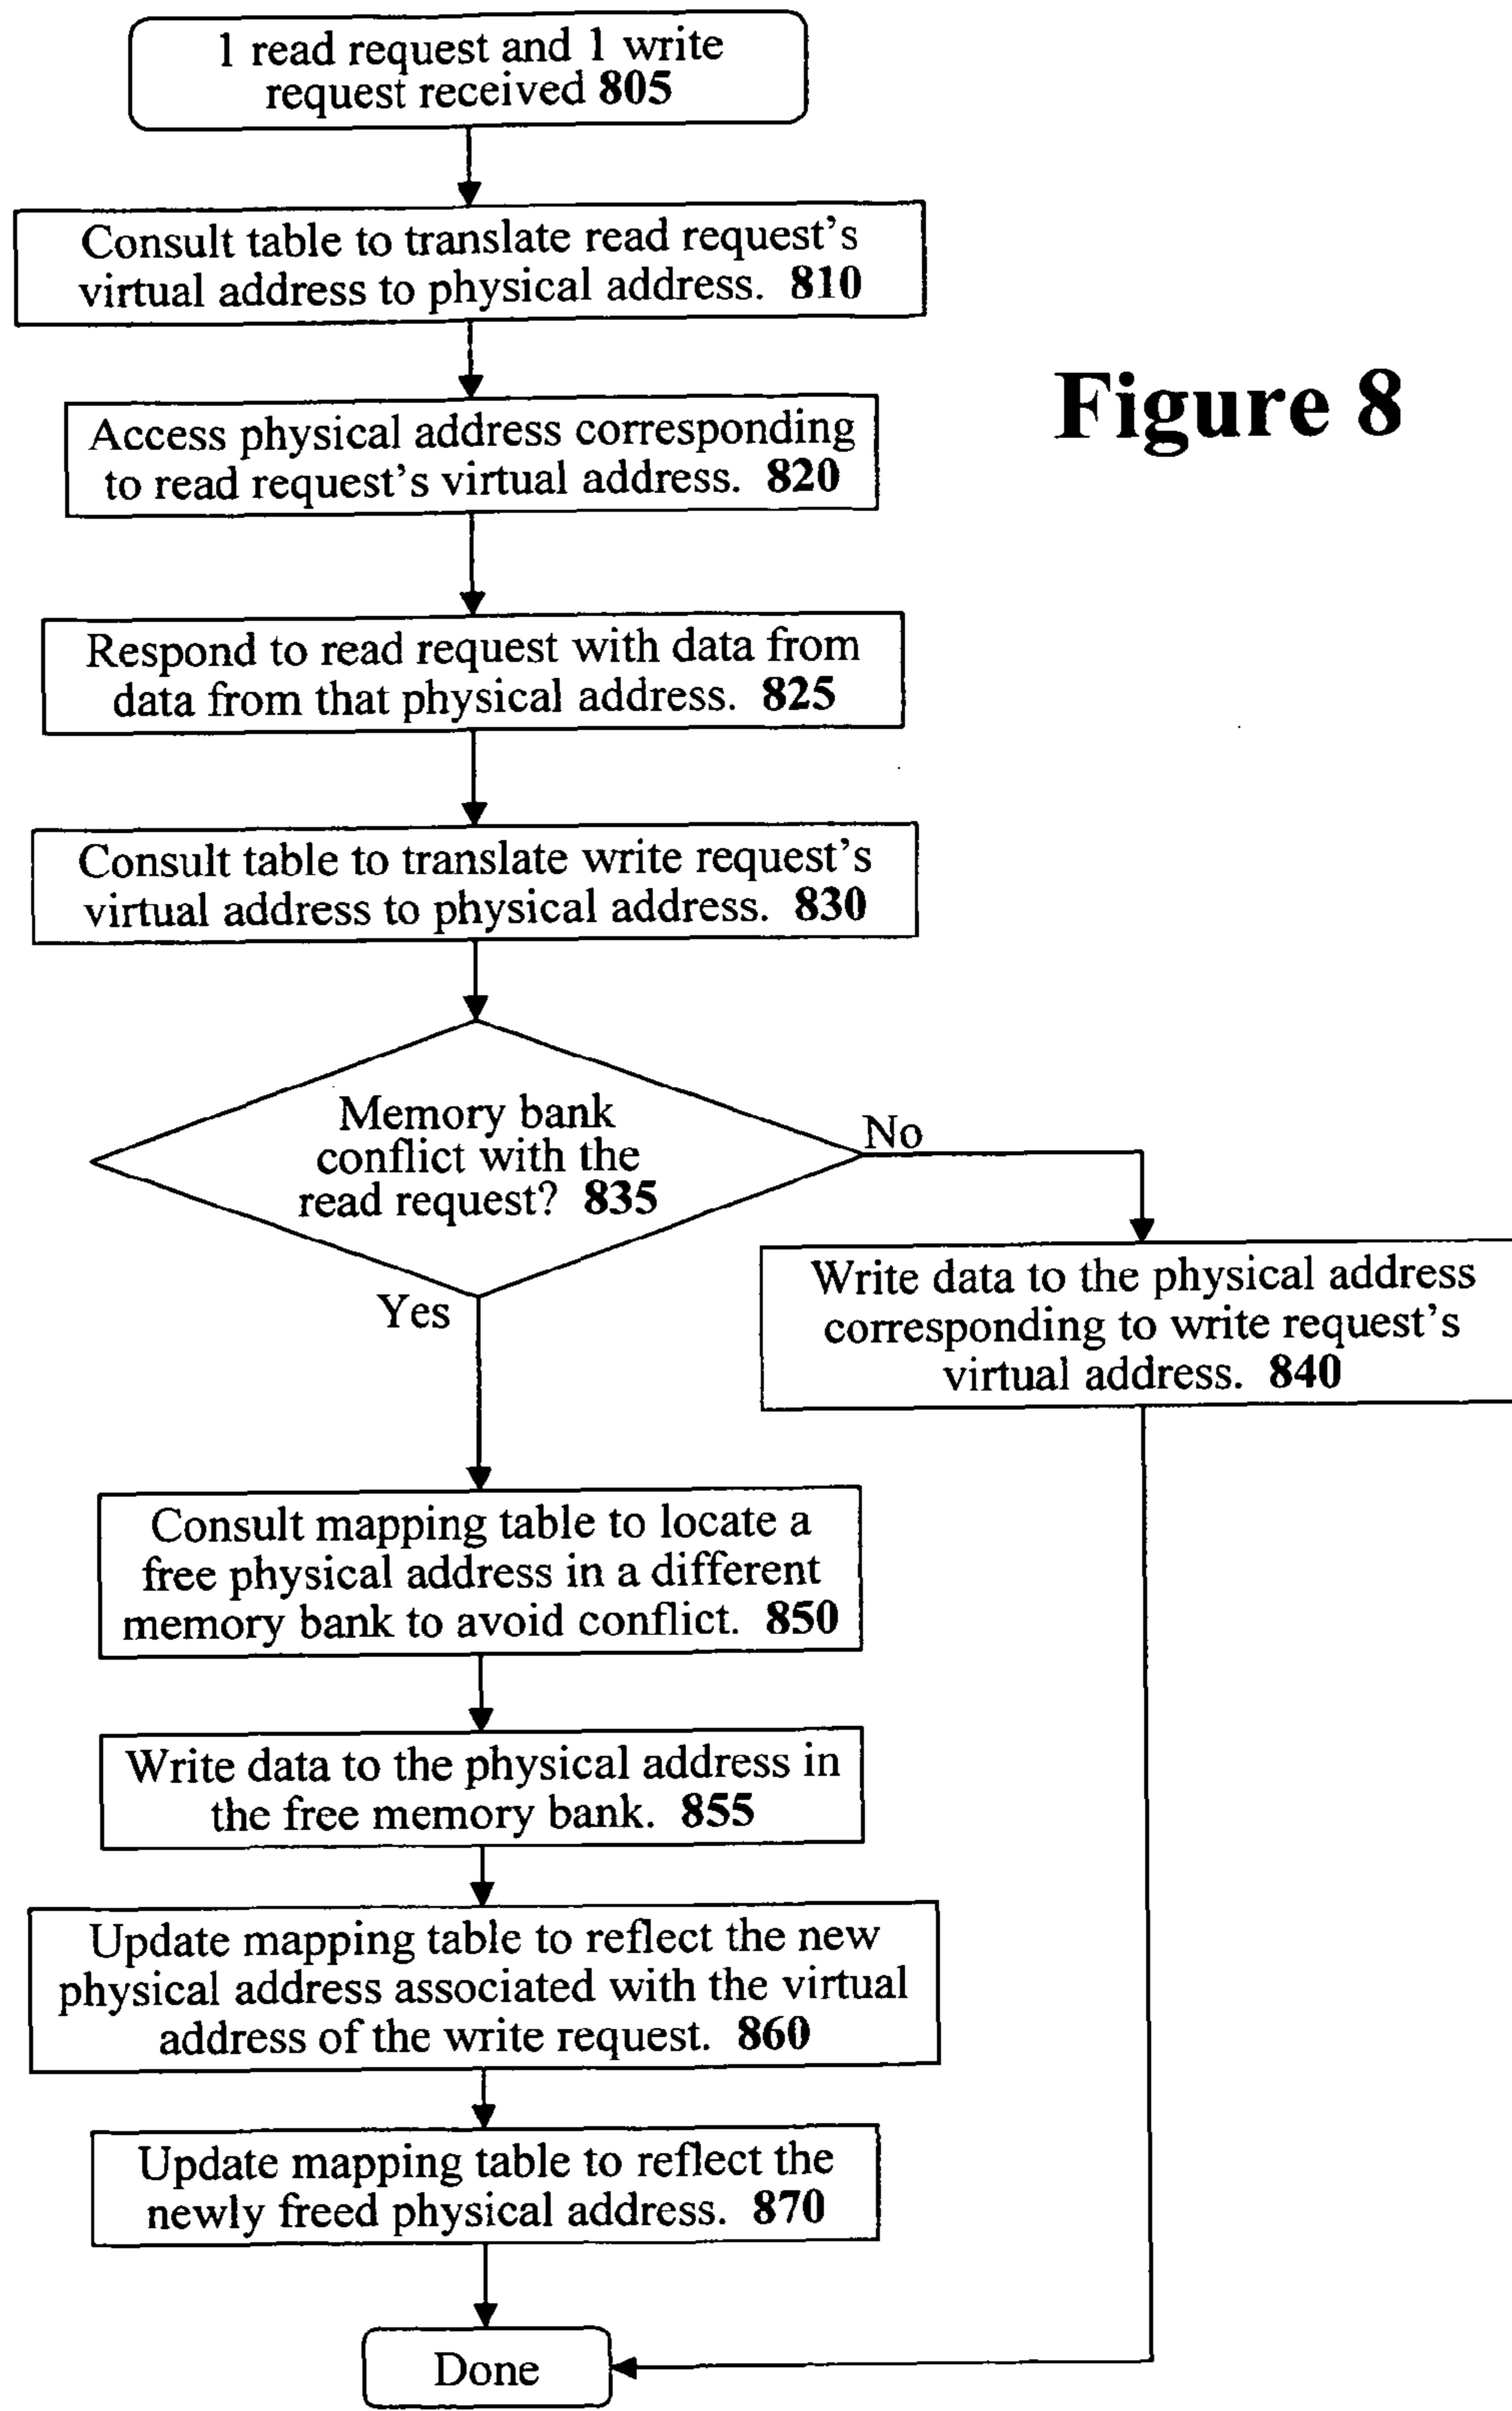 1 read request and 1 write
request received 805
Consult table to translate read request's
virtual address to physical address. 810
Figure 8
Access physical address corresponding
to read request's virtual address. 820
Respond to read request with data from
data from that physical address. 825
Consult table to translate write request's
virtual address to physical address. 830
Memory bank
conflict with the
read request? 835
No
Yes
Write data to the physical address
corresponding to write request's
virtual address. 840
Consult mapping table to locate a
free physical address in a different
memory bank to avoid conflict. 850
Write data to the physical address in
the free memory bank. 855
Update mapping table to reflect the new
physical address associated with the virtual
address of the write request. 860
Update mapping table to reflect the
newly freed physical address. 870
Done